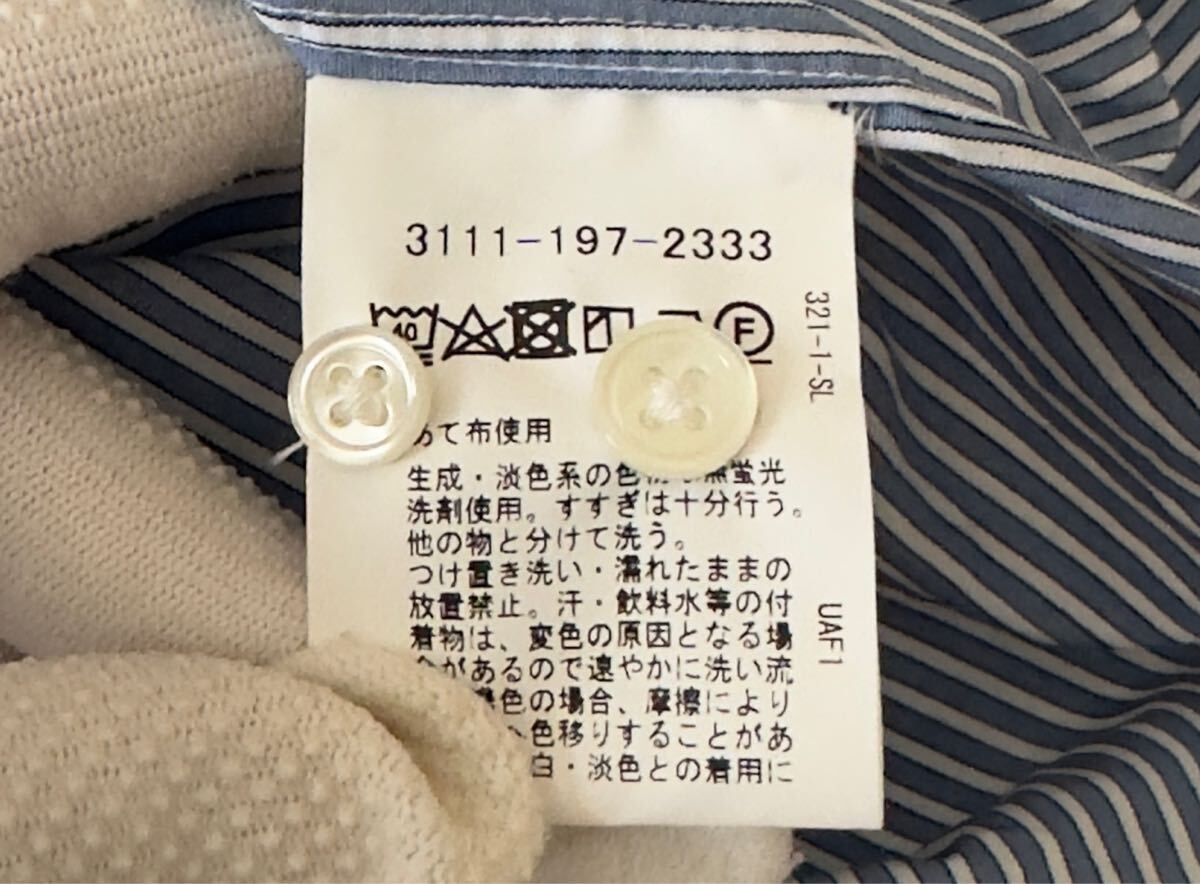 3111-197-2333
40
F
321-1-SL
て布使用
生成・淡色系の色 蛍光
洗剤使用。すすぎは十分行う。
他の物と分けて洗う。
つけ置き洗い・濡れたままの
放置禁止。汗・飲料水等の付
着物は、変色の原因となる場
があるので速やかに洗い流
色の場合、摩擦により
色移りすることがあ
白・淡色との着用に
UAF1